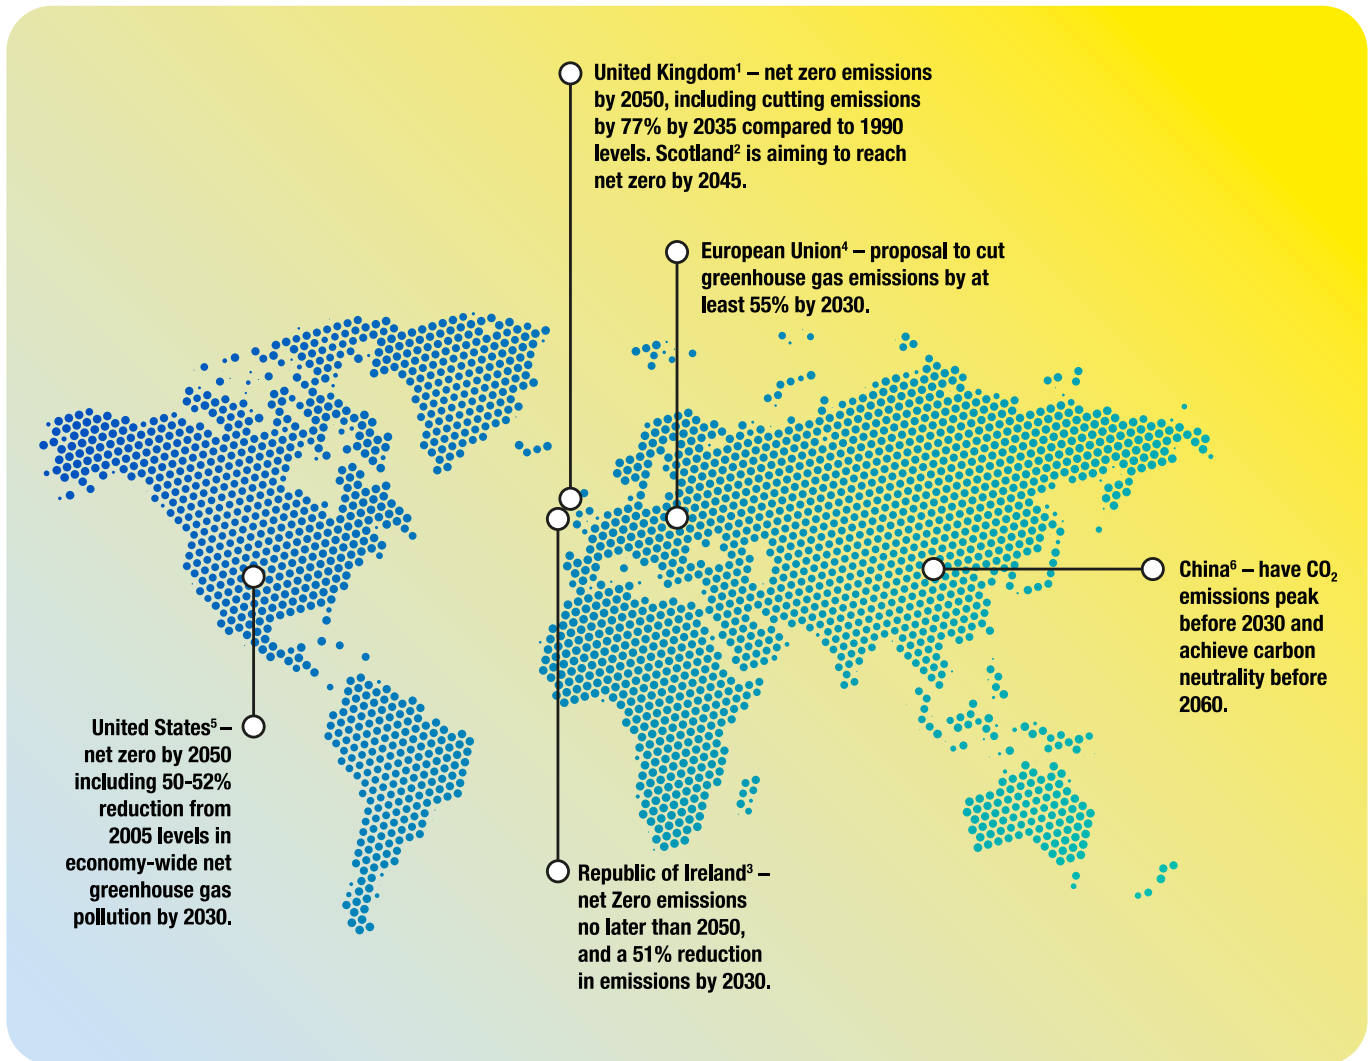 United Kingdom¹ – net zero emissions
by 2050, including cutting emissions
by 77% by 2035 compared to 1990
levels. Scotland² is aiming to reach
net zero by 2045.
European Union⁴ – proposal to cut
greenhouse gas emissions by at
least 55% by 2030.
China⁶ – have CO₂
emissions peak
before 2030 and
achieve carbon
neutrality before
2060.
United States⁵ –
net zero by 2050
including 50-52%
reduction from
2005 levels in
economy-wide net
greenhouse gas
pollution by 2030.
Republic of Ireland³ –
net Zero emissions
no later than 2050,
and a 51% reduction
in emissions by 2030.